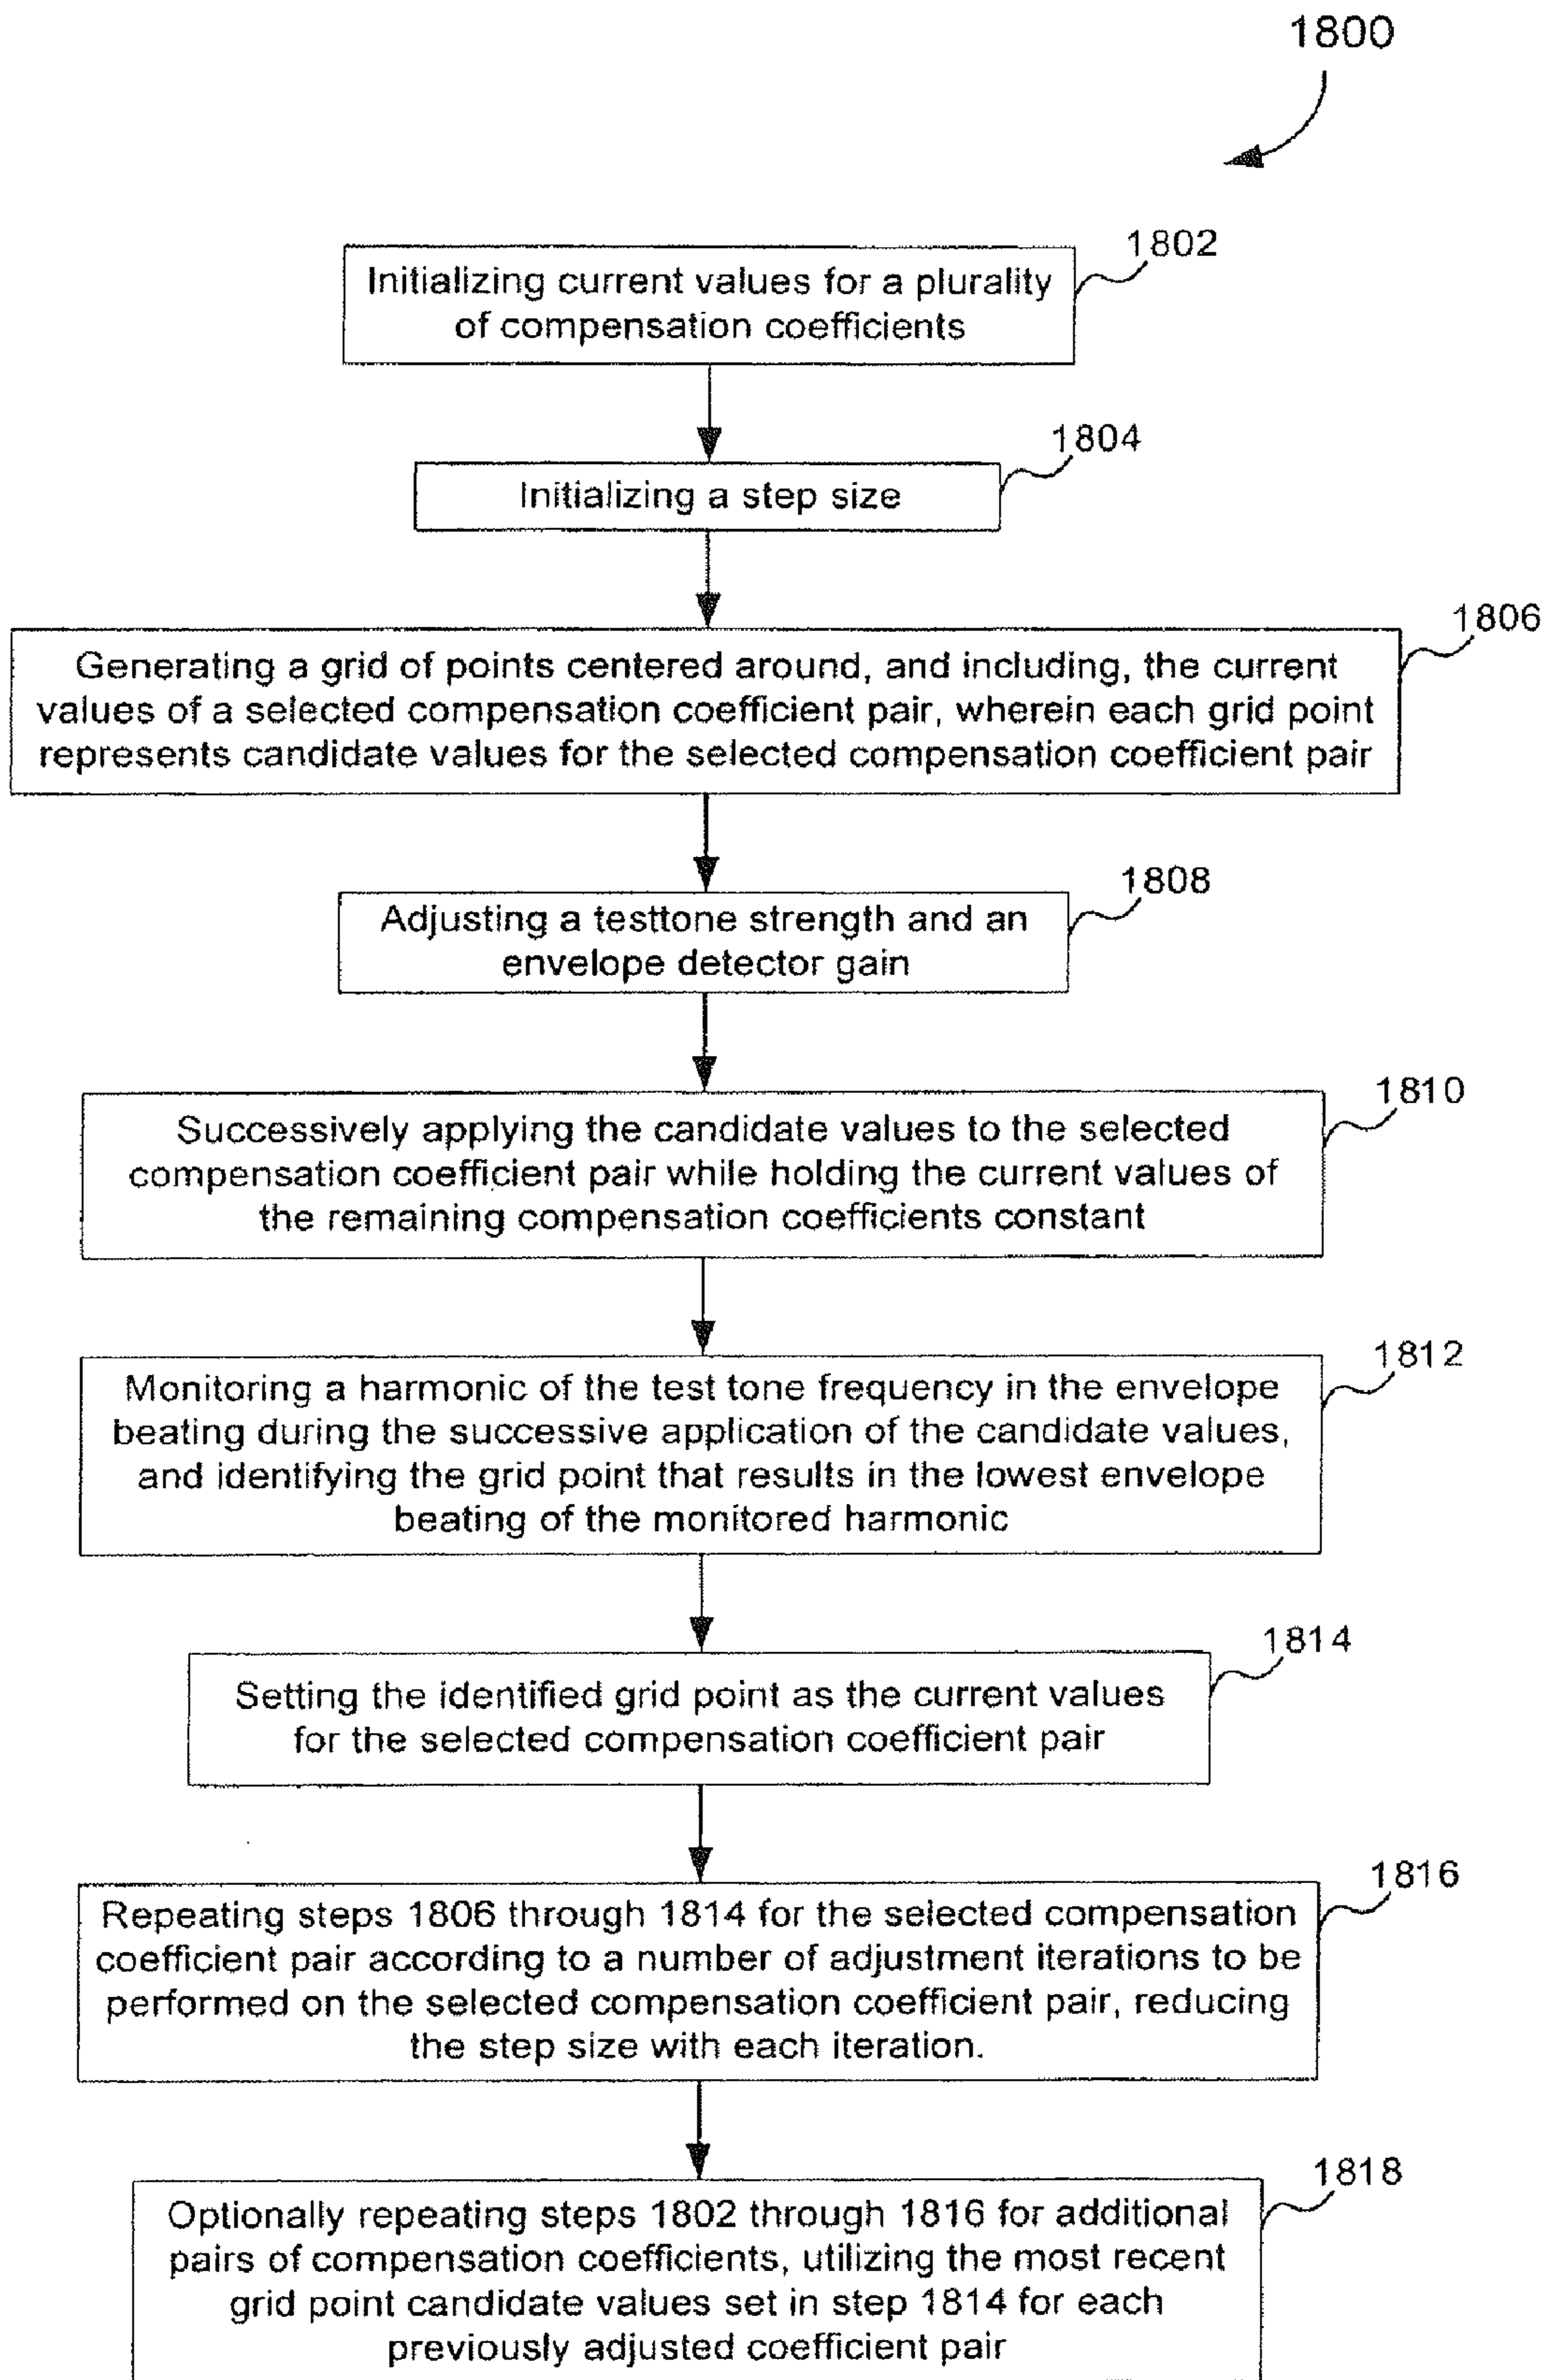 1800
1802
Initializing current values for a plurality
of compensation coefficients
1804
Initializing a step size
1806
Generating a grid of points centered around, and including, the current
values of a selected compensation coefficient pair, wherein each grid point
represents candidate values for the selected compensation coefficient pair
1808
Adjusting a testtone strength and an
envelope detector gain
1810
Successively applying the candidate values to the selected
compensation coefficient pair while holding the current values of
the remaining compensation coefficients constant
1812
Monitoring a harmonic of the test tone frequency in the envelope
beating during the successive application of the candidate values,
and identifying the grid point that results in the lowest envelope
beating of the monitored harmonic
1814
Setting the identified grid point as the current values
for the selected compensation coefficient pair
1816
Repeating steps 1806 through 1814 for the selected compensation
coefficient pair according to a number of adjustment iterations to be
performed on the selected compensation coefficient pair, reducing
the step size with each iteration.
1818
Optionally repeating steps 1802 through 1816 for additional
pairs of compensation coefficients, utilizing the most recent
grid point candidate values set in step 1814 for each
previously adjusted coefficient pair